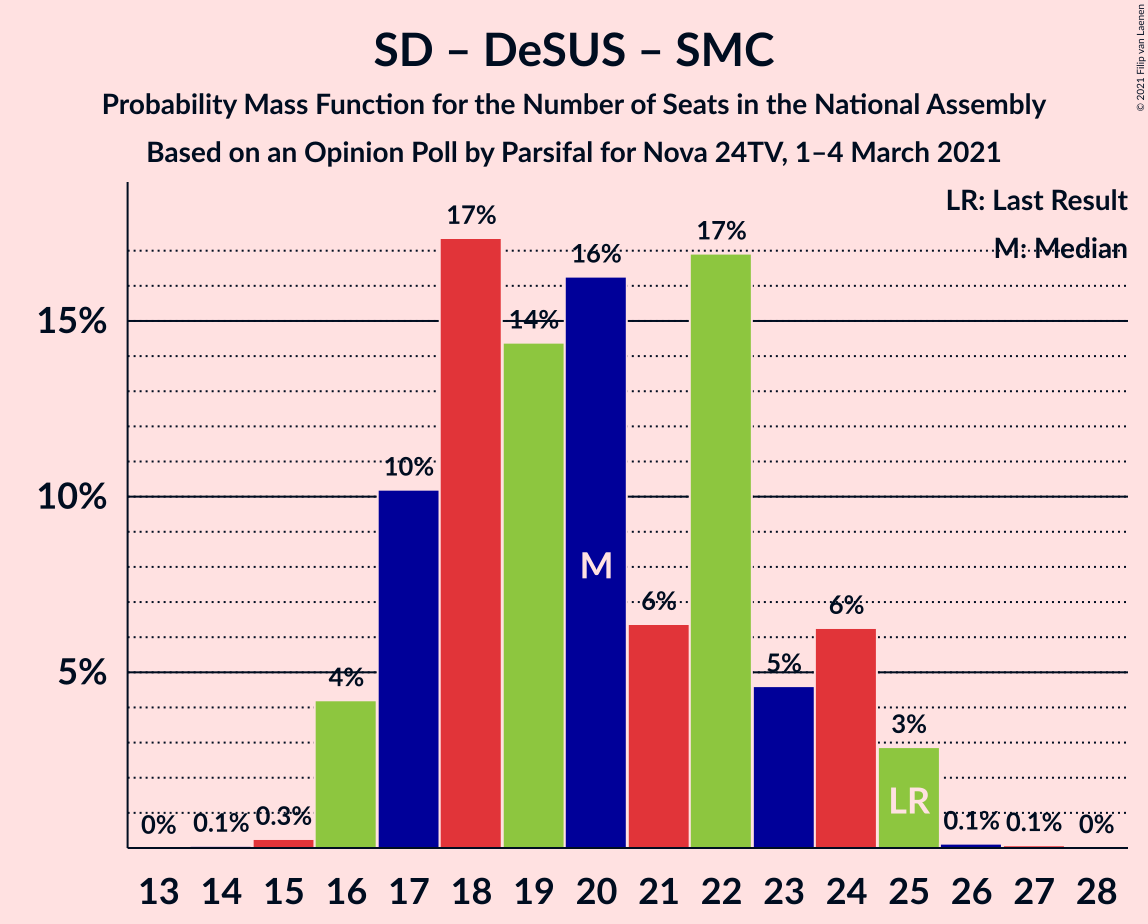 SD – DeSUS – SMC
Probability Mass Function for the Number of Seats in the National Assembly
Based on an Opinion Poll by Parsifal for Nova 24TV, 1–4 March 2021
© 2021 Filip van Laenen
LR: Last Result
M: Median
15%
10%
5%
0%
0.1%
0.3%
4%
10%
17%
14%
16%
6%
17%
5%
6%
3%
0.1%
0.1%
0%
M
LR
13 14 15 16 17 18 19 20 21 22 23 24 25 26 27 28